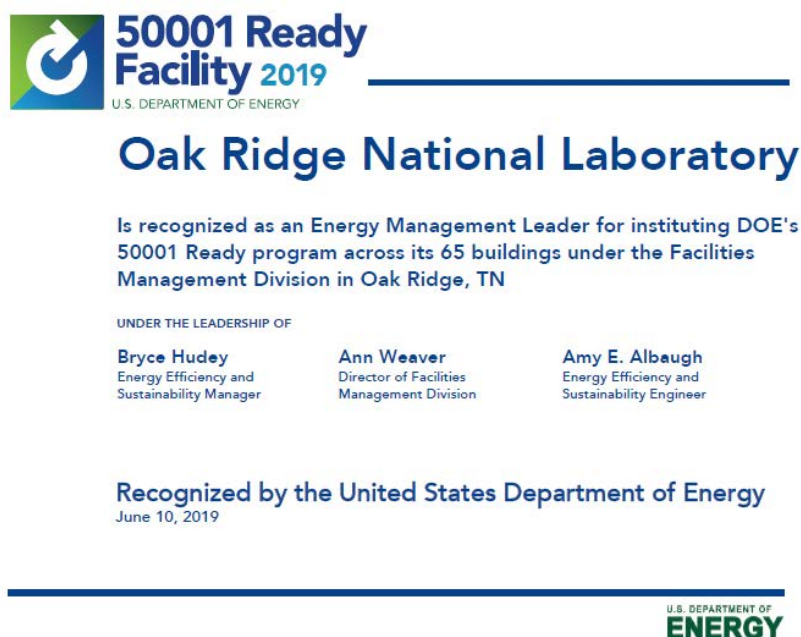 50001 Ready
Facility 2019
U.S. DEPARTMENT OF ENERGY
Oak Ridge National Laboratory
Is recognized as an Energy Management Leader for instituting DOE's
50001 Ready program across its 65 buildings under the Facilities
Management Division in Oak Ridge, TN
UNDER THE LEADERSHIP OF
Bryce Hudey
Energy Efficiency and
Sustainability Manager
Ann Weaver
Director of Facilities
Management Division
Amy E. Albaugh
Energy Efficiency and
Sustainability Engineer
Recognized by the United States Department of Energy
June 10, 2019
U.S. DEPARTMENT OF
ENERGY